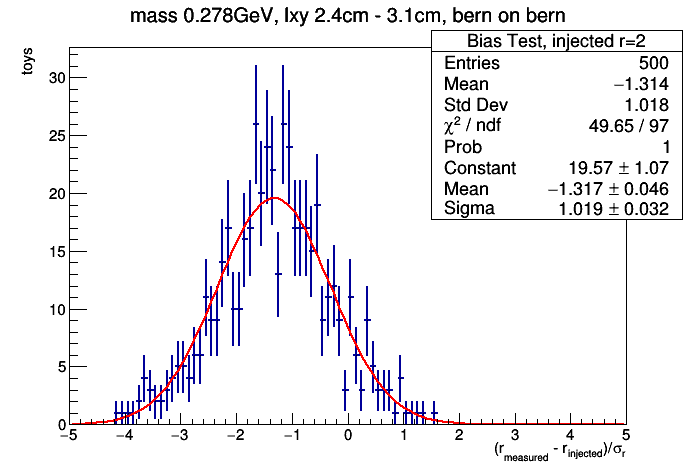 mass 0.278GeV, lxy 2.4cm - 3.1cm, bern on bern
Bias Test, injected r=2
Entries 500
Mean −1.314
Std Dev 1.018
χ² / ndf 49.65 / 97
Prob 1
Constant 19.57 ± 1.07
Mean −1.317 ± 0.046
Sigma 1.019 ± 0.032
toys
30
25
20
15
10
5
0
−5 −4 −3 −2 −1 0 1 2 3 4 5
(r_measured - r_injected)/σ_r